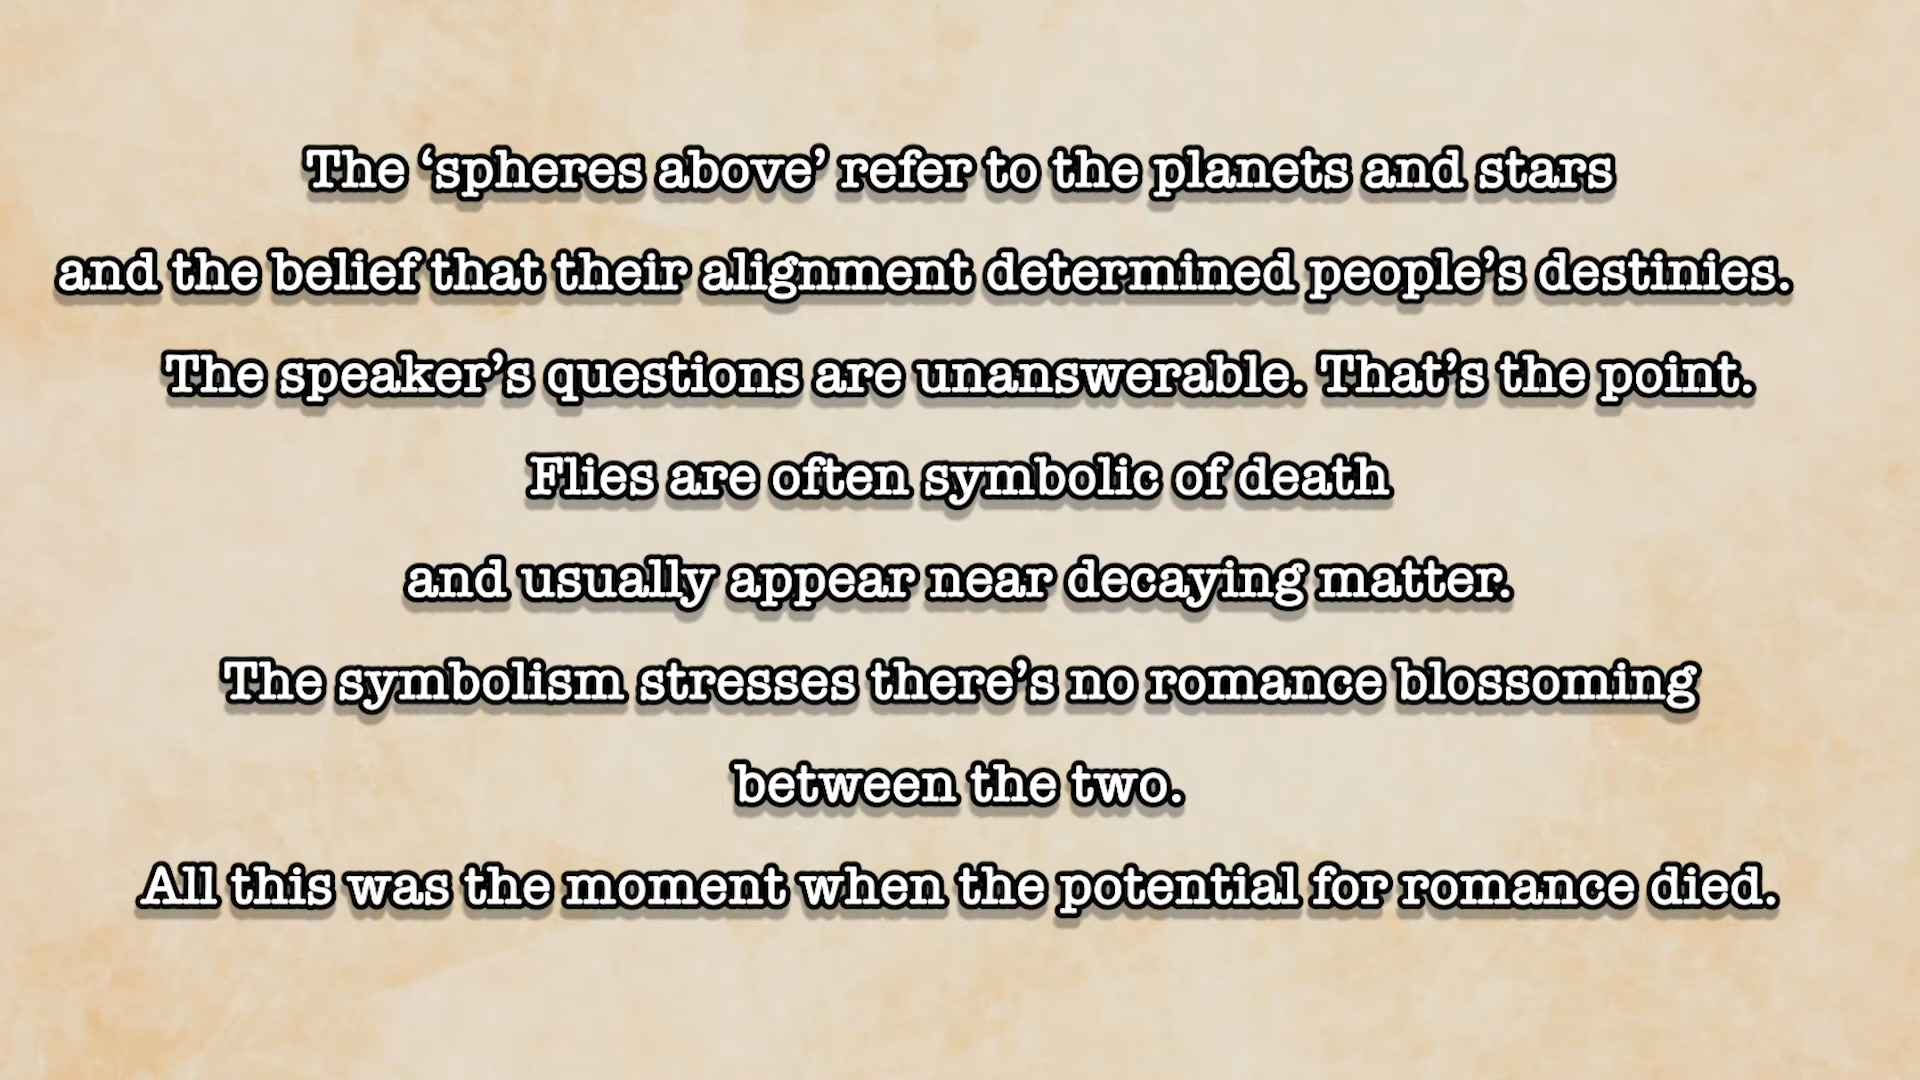 The ‘spheres above’ refer to the planets and stars
and the belief that their alignment determined people’s destinies.
The speaker’s questions are unanswerable. That’s the point.
Flies are often symbolic of death
and usually appear near decaying matter.
The symbolism stresses there’s no romance blossoming
between the two.
All this was the moment when the potential for romance died.